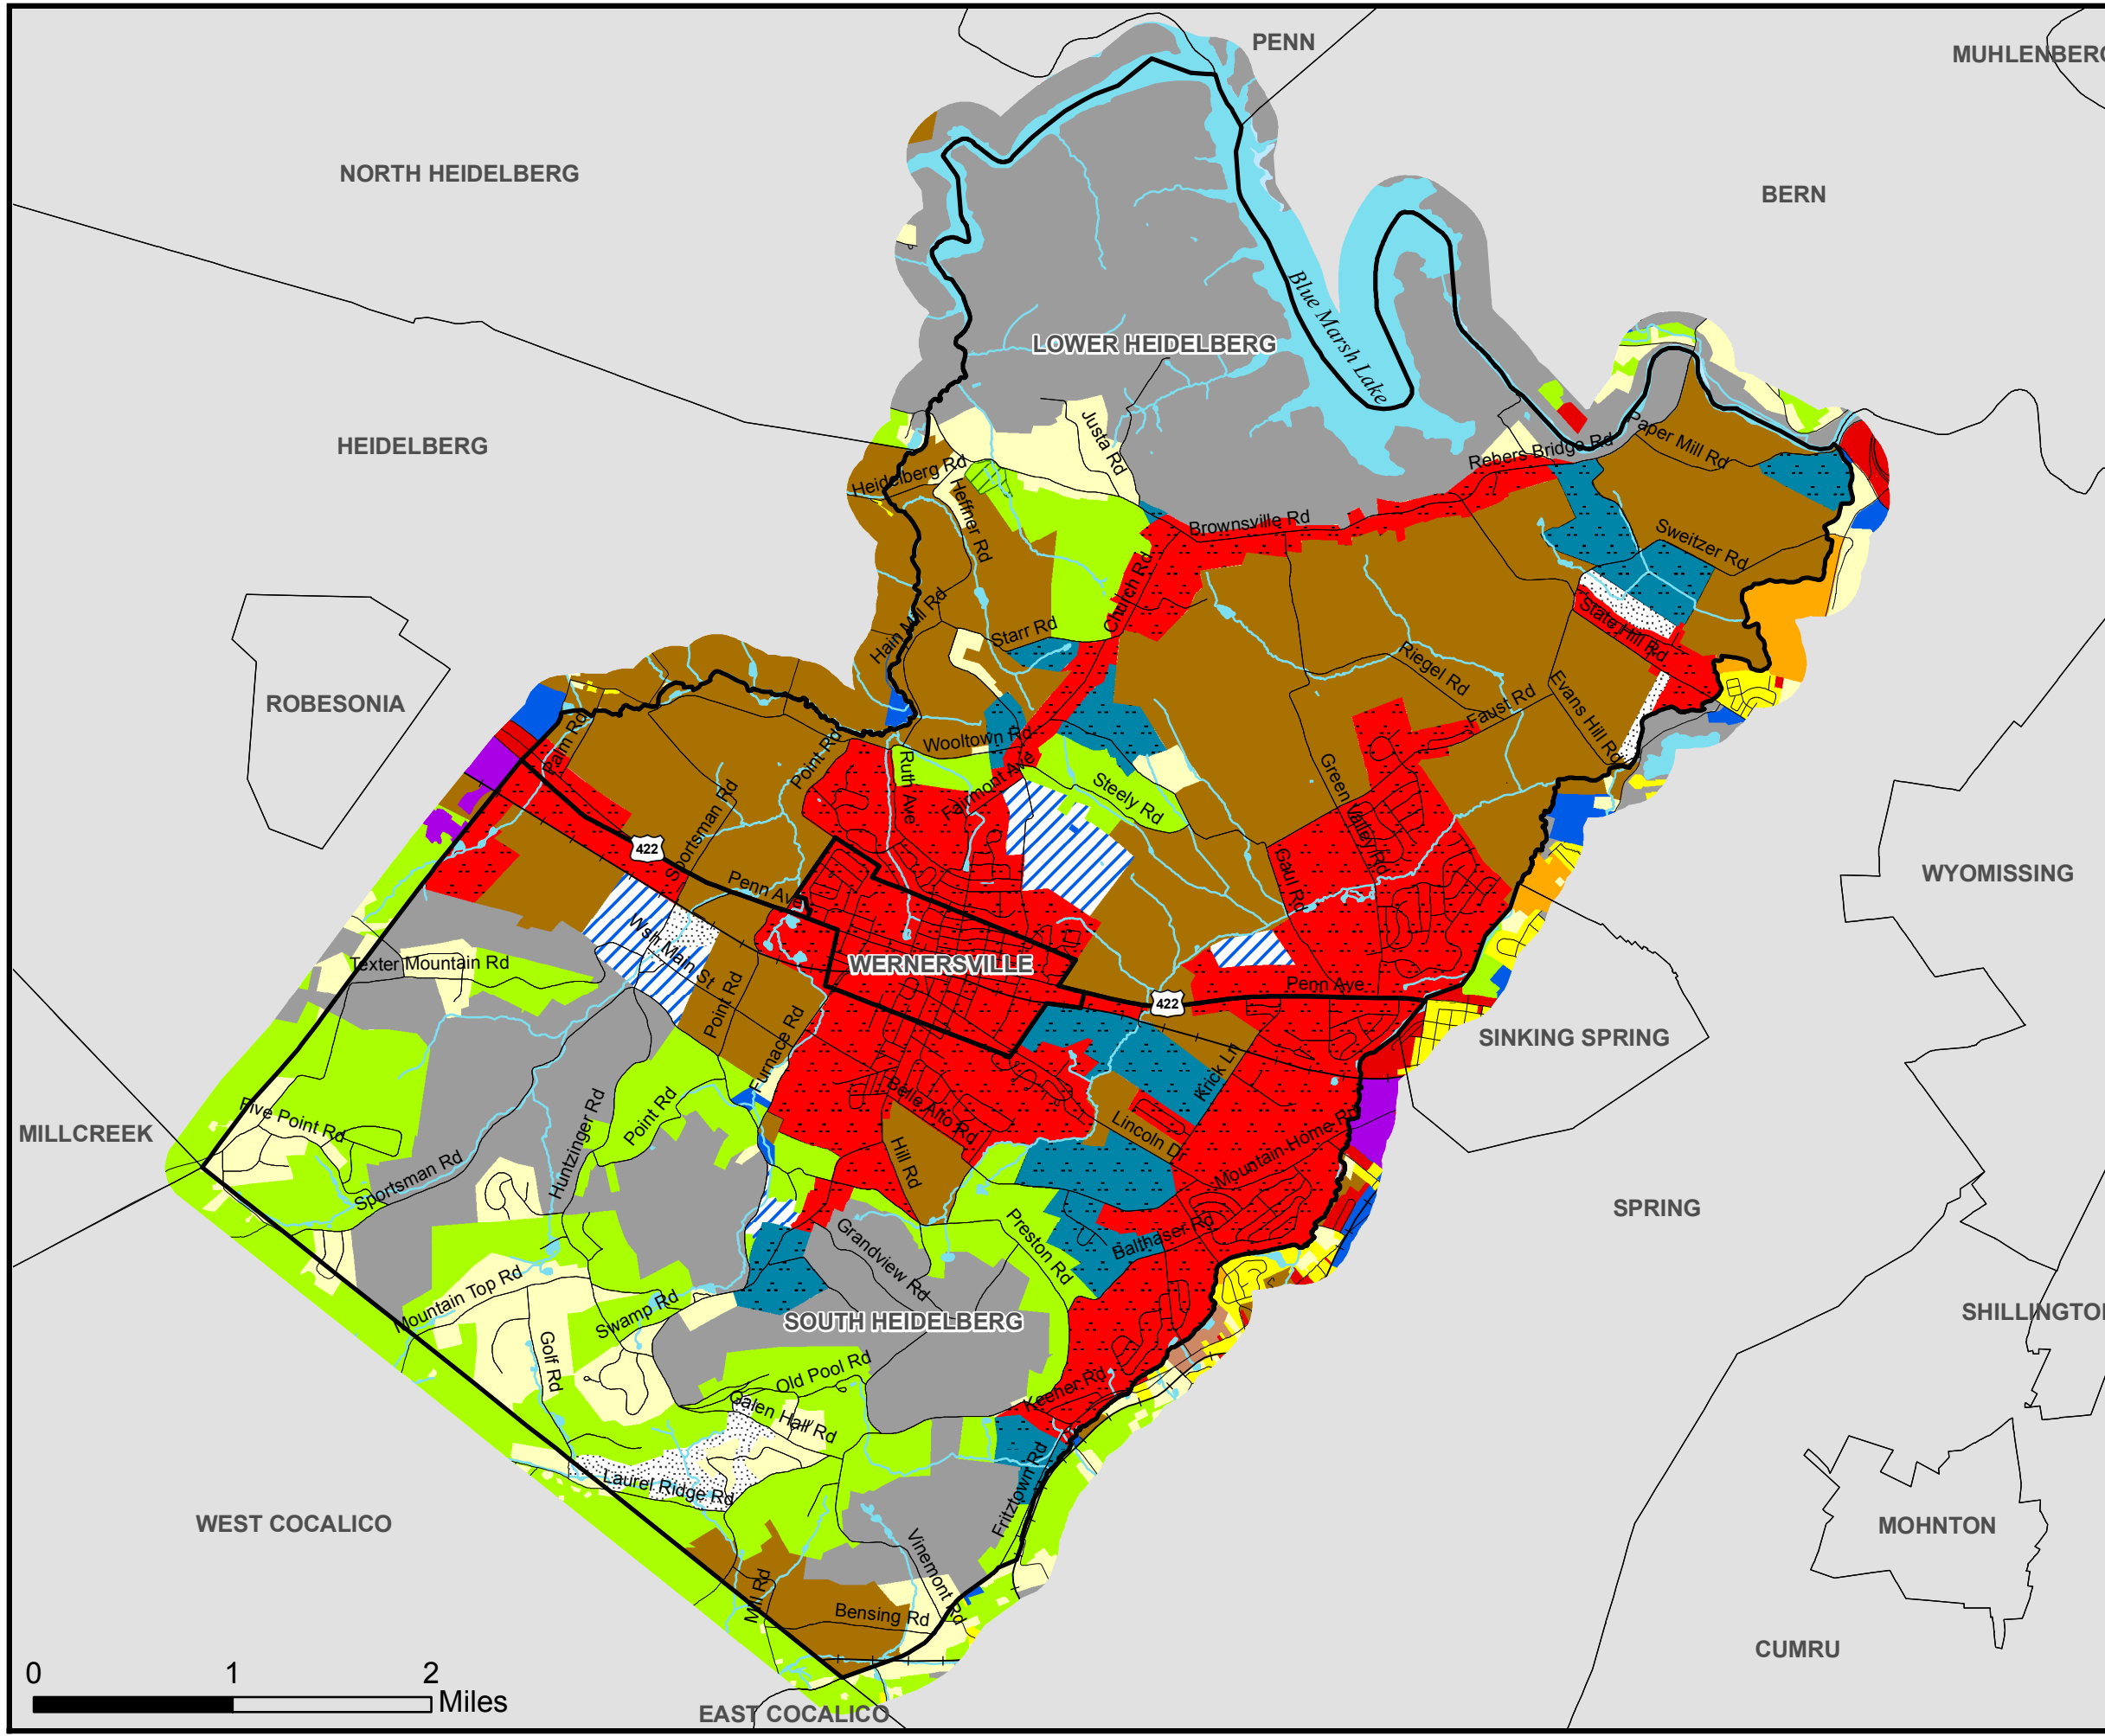 PENN
MUHLENBERG
NORTH HEIDELBERG
BERN
Blue Marsh Lake
LOWER HEIDELBERG
HEIDELBERG
Justa Rd
Paper Mill Rd
Rebers Bridge Rd
Heidelberg Rd
Heffner Rd
Brownsville Rd
Sweitzer Rd
Church Rd
Hain Mill Rd
Starr Rd
State Hill Rd
Riegel Rd
ROBESONIA
Faust Rd
Evans Hill Rd
Palm Rd
Point Rd
Wooltown Rd
Ruth Ave
Fairmont Ave
Steely Rd
Green Valley Rd
Sportsman Rd
422
Gaul Rd
WYOMISSING
Penn Ave
Wsh Main St
Texter Mountain Rd
WERNERSVILLE
Point Rd
Penn Ave
422
Furnace Rd
SINKING SPRING
Krick Ln
Belle Alto Rd
Five Point Rd
Point Rd
Huntzinger Rd
Lincoln Dr
Mountain Home Rd
MILLCREEK
Hill Rd
Sportsman Rd
SPRING
Preston Rd
Balthaser Rd
Grandview Rd
Mountain Top Rd
Swamp Rd
SOUTH HEIDELBERG
SHILLINGTON
Golf Rd
Old Pool Rd
Keener Rd
Galen Hall Rd
Laurel Ridge Rd
Fritztown Rd
WEST COCALICO
MOHNTON
Vinemont Rd
Mill Rd
Bensing Rd
CUMRU
0 1 2
Miles
EAST COCALICO